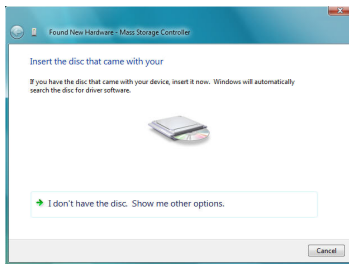 Found New Hardware - Mass Storage Controller
Insert the disc that came with your
If you have the disc that came with your device, insert it now. Windows will automatically
search the disc for driver software.
I don't have the disc. Show me other options.
Cancel